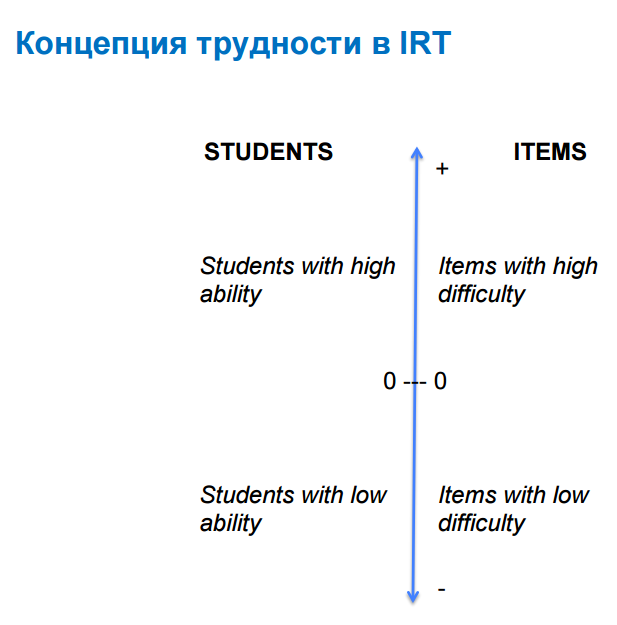 Концепция трудности в IRT
STUDENTS
ITEMS
+
Students with high
ability
Items with high
difficulty
0 --- 0
Students with low
ability
Items with low
difficulty
-